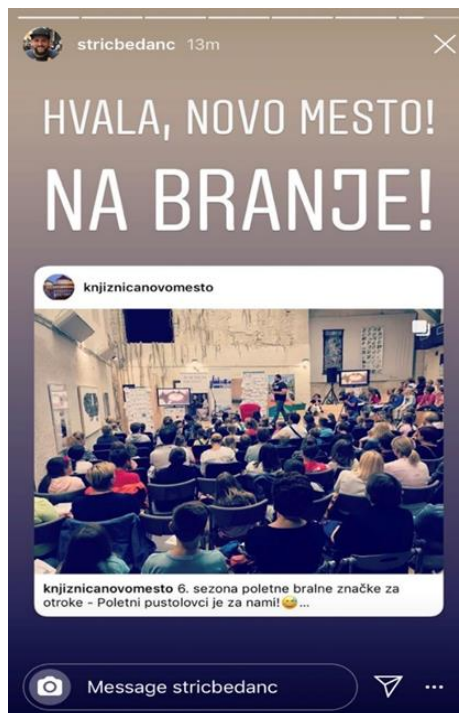 stricbedanc 13m
HVALA, NOVO MESTO!
NA BRANJE!
knjiznicanovomesto
knjiznicanovomesto 6. sezona poletne bralne značke za
otroke - Poletni pustolovci je za nami!😅...
Message stricbedanc